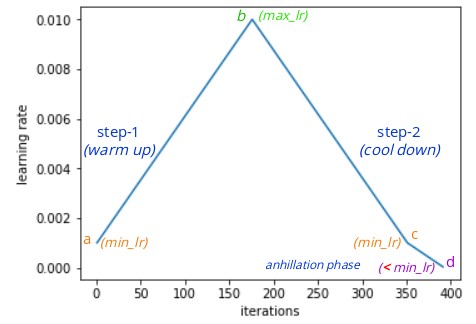 b (max_lr)
0.010
0.008
0.006
0.004
0.002
0.000
learning rate
step-1
(warm up)
step-2
(cool down)
a (min_lr)
(min_lr) c
anhillation phase (< min_lr) d
0 50 100 150 200 250 300 350 400
iterations